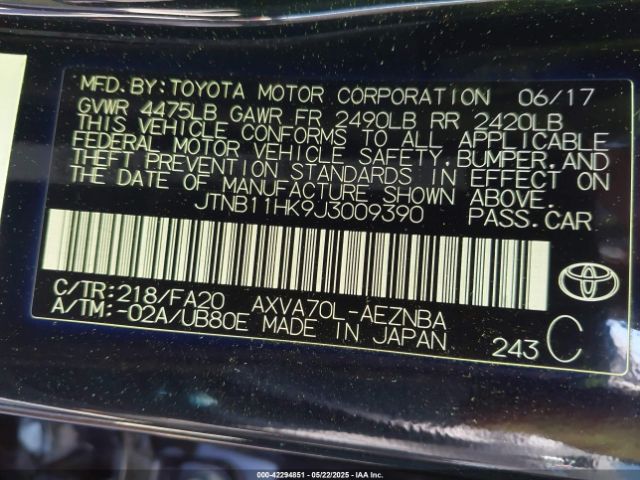 MFD.BY:TOYOTA MOTOR CORPORATION 06/17
GVWR 4475LB GAWR FR 2490LB RR 2420LB
THIS VEHICLE CONFORMS TO ALL APPLICABLE
FEDERAL MOTOR VEHICLE SAFETY.BUMPER.AND
THEFT PREVENTION STANDARDS IN EFFECT ON
THE DATE OF MANUFACTURE SHOWN ABOVE.
JTNB11HK9J3009390 PASS.CAR
C/TR:218/FA20 AXVA70L-AEZNBA
A/TM:-02A/UB80E MADE IN JAPAN
243 C
000-42294851 - 05/22/2025 - IAA Inc.